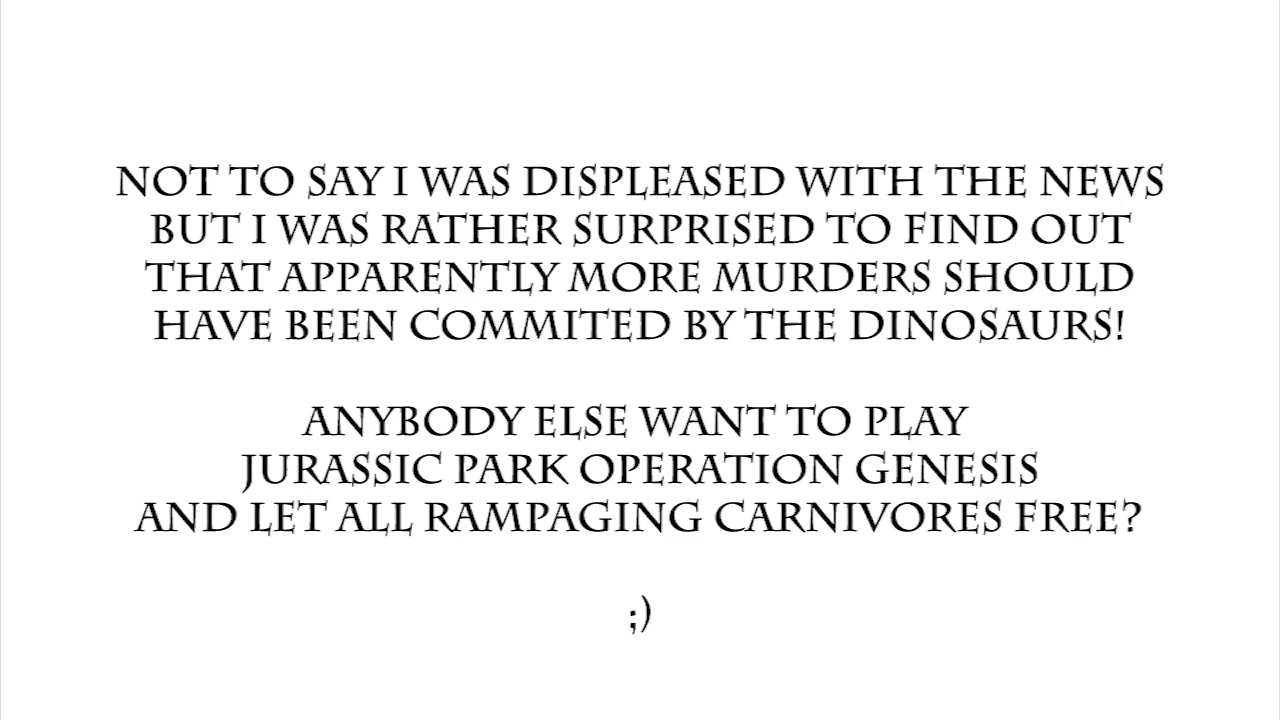 NOT TO SAY I WAS DISPLEASED WITH THE NEWS
BUT I WAS RATHER SURPRISED TO FIND OUT
THAT APPARENTLY MORE MURDERS SHOULD
HAVE BEEN COMMITED BY THE DINOSAURS!
ANYBODY ELSE WANT TO PLAY
JURASSIC PARK OPERATION GENESIS
AND LET ALL RAMPAGING CARNIVORES FREE?
;)